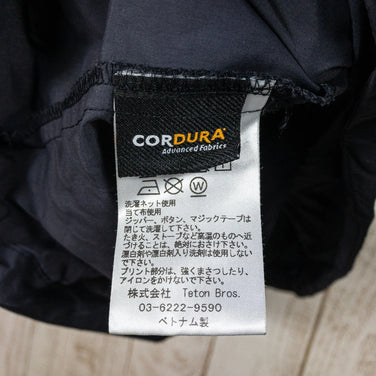 CORDURA®
Advanced Fabrics
W
洗濯ネット使用
当て布使用
ジッパー、ボタン、マジックテープは
閉じて洗濯して下さい。
たき火、ストーブなど高温のものへ近
づけることは、絶対におさけ下さい。
漂白剤や漂白剤入り洗剤は使用しない
で下さい。
プリント部分は、強くまさつしたり、
アイロンをかけないで下さい。
株式会社 Teton Bros.
03-6222-9590
ベトナム製